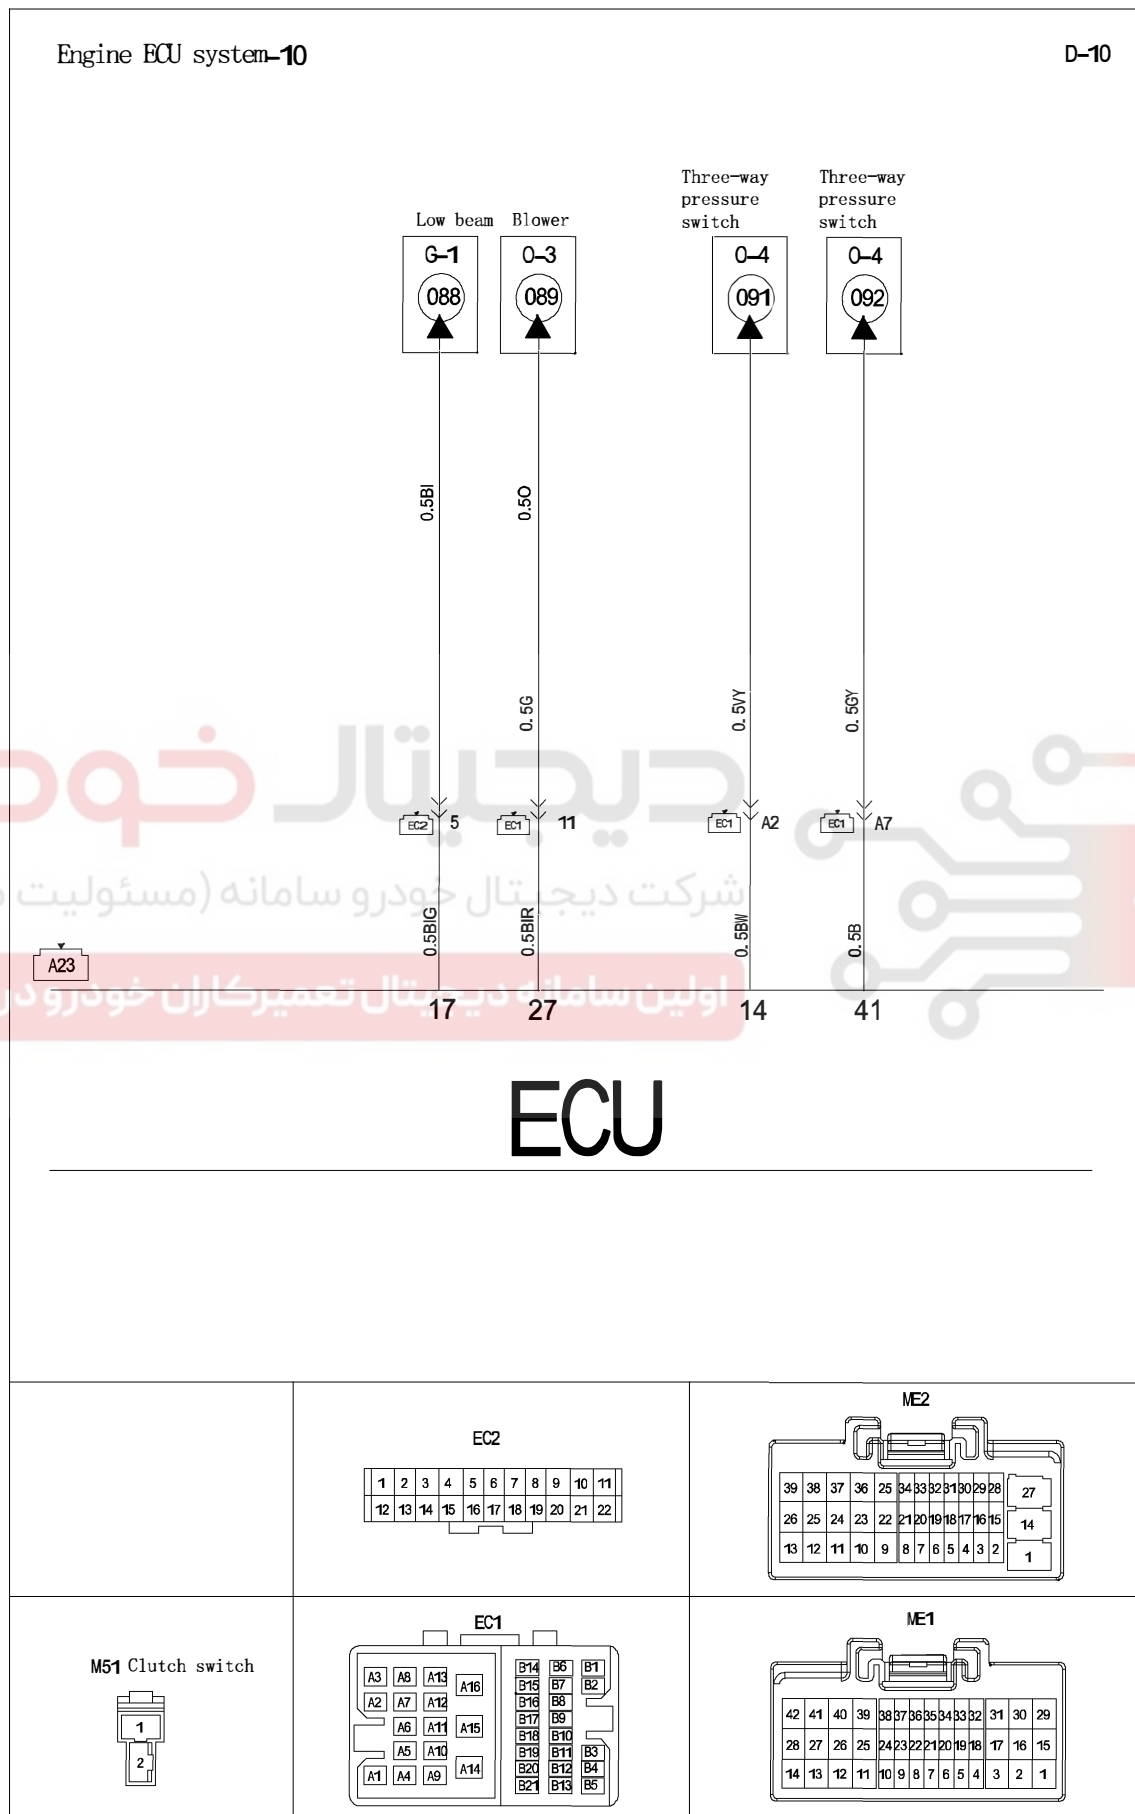 Engine ECU system-10
D-10
Three-way
pressure
switch
Three-way
pressure
switch
Low beam
Blower
G-1
O-3
O-4
O-4
088
089
091
092
0.5Bl
0.5O
0.5G
0.5VY
0.5GY
دیجیتال خود
EC2 5
EC1 11
EC1 A2
EC1 A7
شرکت دیجیتال خودرو سامانه (مسئولیت
0.5BlG
0.5BlR
0.5BW
0.5B
A23
اولین سامانه دیجیتال تعمیرکاران خودرو در
17
27
14
41
ECU
EC2
1 2 3 4 5 6 7 8 9 10 11
12 13 14 15 16 17 18 19 20 21 22
ME2
39 38 37 36 25 34 33 32 31 30 29 28 27
26 25 24 23 22 21 20 19 18 17 16 15 14
13 12 11 10 9 8 7 6 5 4 3 2 1
M51 Clutch switch
1
2
EC1
A3 A8 A13 A16
A2 A7 A12
A6 A11 A15
A5 A10
A1 A4 A9 A14
B14 B6 B1
B15 B7 B2
B16 B8
B17 B9
B18 B10
B19 B11 B3
B20 B12 B4
B21 B13 B5
ME1
42 41 40 39 38 37 36 35 34 33 32 31 30 29
28 27 26 25 24 23 22 21 20 19 18 17 16 15
14 13 12 11 10 9 8 7 6 5 4 3 2 1